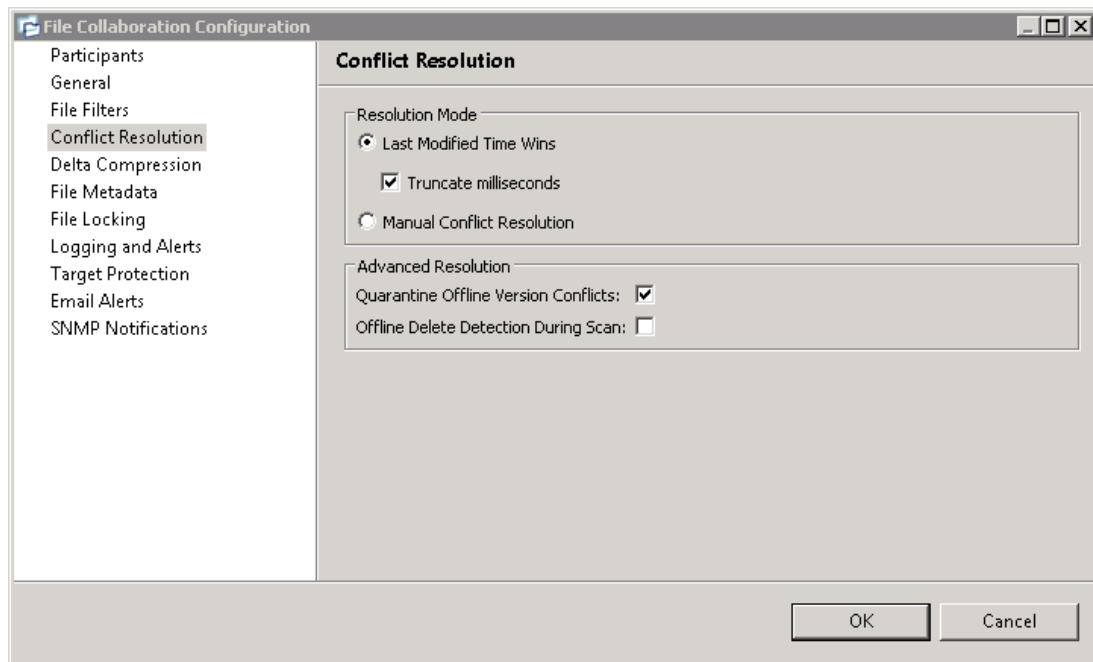 File Collaboration Configuration
Participants
General
File Filters
Conflict Resolution
Delta Compression
File Metadata
File Locking
Logging and Alerts
Target Protection
Email Alerts
SNMP Notifications
Conflict Resolution
Resolution Mode
Last Modified Time Wins
Truncate milliseconds
Manual Conflict Resolution
Advanced Resolution
Quarantine Offline Version Conflicts:
Offline Delete Detection During Scan:
OK
Cancel